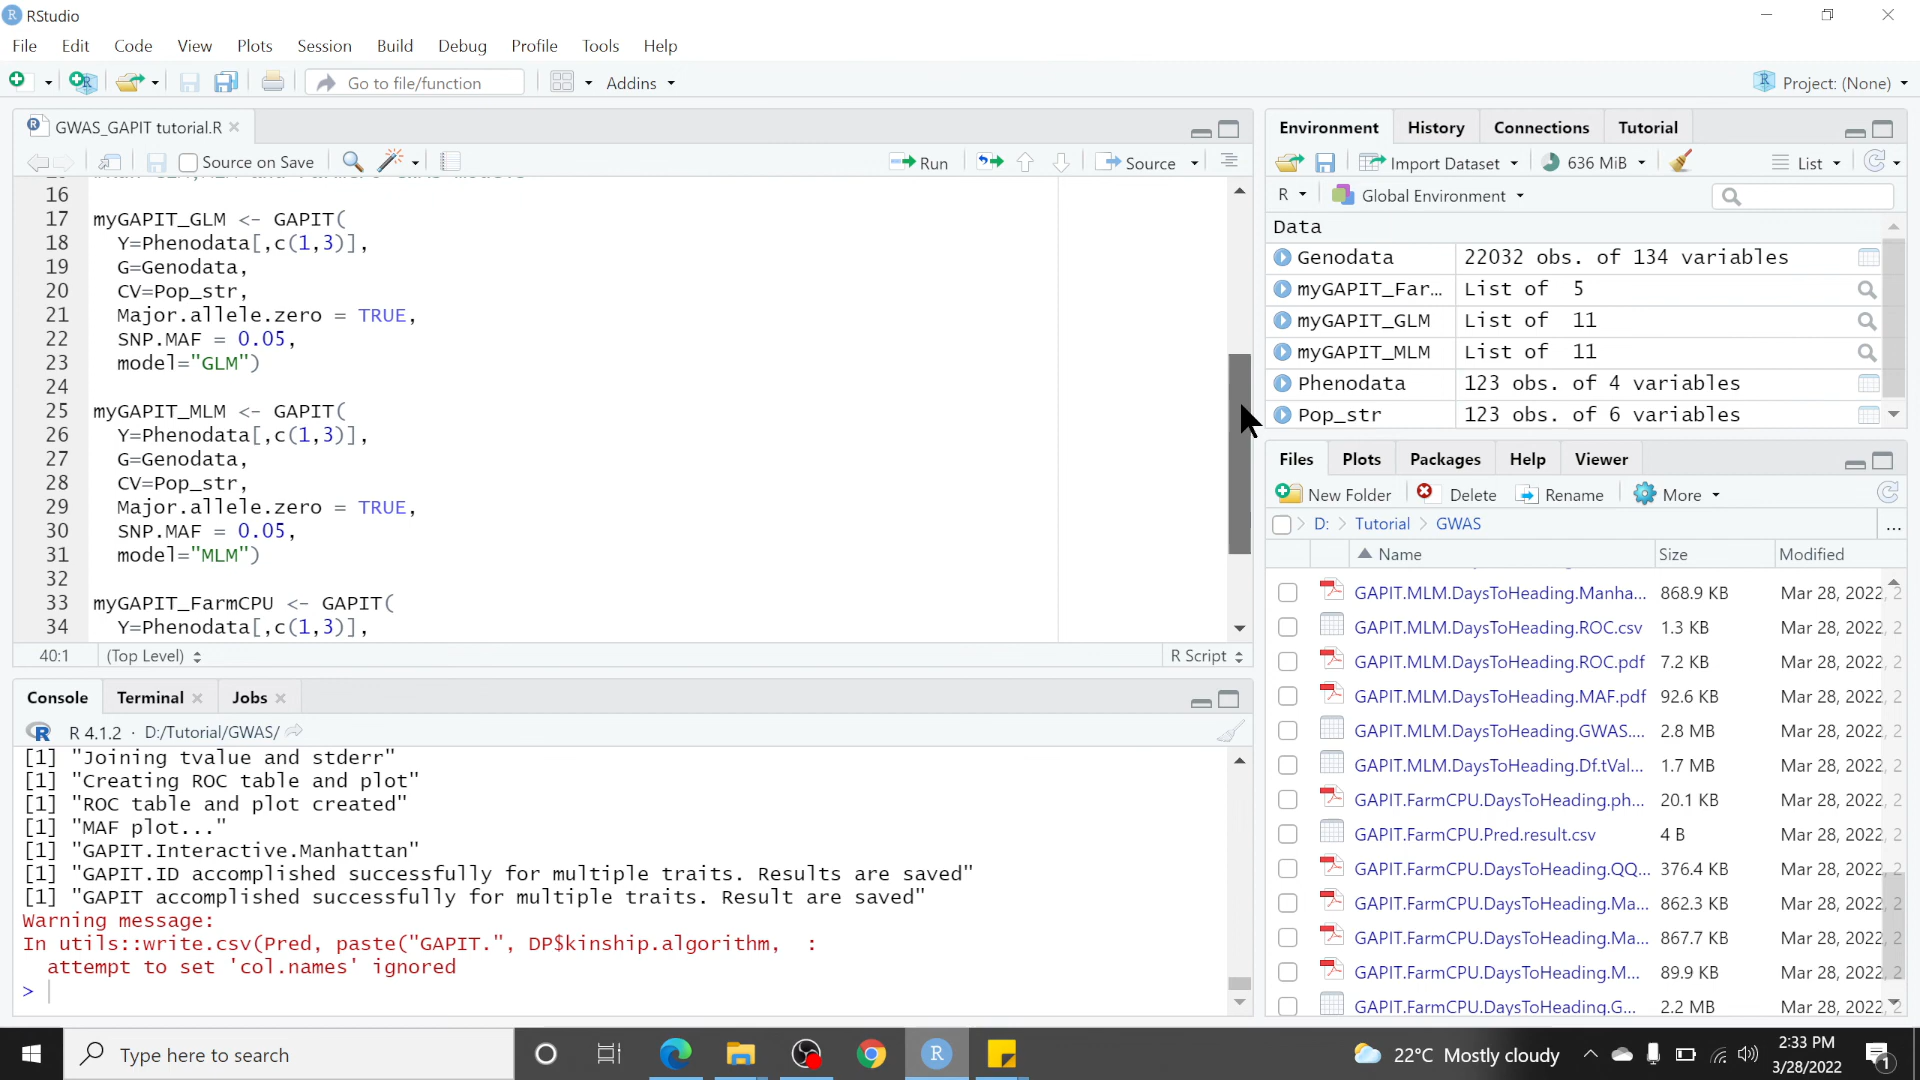 RStudio
File Edit Code View Plots Session Build Debug Profile Tools Help
Go to file/function Addins Project: (None)
GWAS_GAPIT tutorial.R
Source on Save Run Source
16
17 myGAPIT_GLM <- GAPIT(
18 Y=Phenodata[,c(1,3)],
19 G=Genodata,
20 CV=Pop_str,
21 Major.allele.zero = TRUE,
22 SNP.MAF = 0.05,
23 model="GLM")
24
25 myGAPIT_MLM <- GAPIT(
26 Y=Phenodata[,c(1,3)],
27 G=Genodata,
28 CV=Pop_str,
29 Major.allele.zero = TRUE,
30 SNP.MAF = 0.05,
31 model="MLM")
32
33 myGAPIT_FarmCPU <- GAPIT(
34 Y=Phenodata[,c(1,3)],
40:1 (Top Level) R Script
Console Terminal Jobs
R 4.1.2 · D:/Tutorial/GWAS/
[1] "Joining tvalue and stderr"
[1] "Creating ROC table and plot"
[1] "ROC table and plot created"
[1] "MAF plot..."
[1] "GAPIT.Interactive.Manhattan"
[1] "GAPIT.ID accomplished successfully for multiple traits. Results are saved"
[1] "GAPIT accomplished successfully for multiple traits. Result are saved"
Warning message:
In utils::write.csv(Pred, paste("GAPIT.", DP$kinship.algorithm, :
attempt to set 'col.names' ignored
>
Environment History Connections Tutorial
Import Dataset 636 MiB List
R Global Environment
Data
Genodata 22032 obs. of 134 variables
myGAPIT_Far... List of 5
myGAPIT_GLM List of 11
myGAPIT_MLM List of 11
Phenodata 123 obs. of 4 variables
Pop_str 123 obs. of 6 variables
Files Plots Packages Help Viewer
New Folder Delete Rename More
D: Tutorial GWAS ...
Name Size Modified
GAPIT.MLM.DaysToHeading.Manha... 868.9 KB Mar 28, 2022, 2
GAPIT.MLM.DaysToHeading.ROC.csv 1.3 KB Mar 28, 2022, 2
GAPIT.MLM.DaysToHeading.ROC.pdf 7.2 KB Mar 28, 2022, 2
GAPIT.MLM.DaysToHeading.MAF.pdf 92.6 KB Mar 28, 2022, 2
GAPIT.MLM.DaysToHeading.GWAS.... 2.8 MB Mar 28, 2022, 2
GAPIT.MLM.DaysToHeading.Df.tVal... 1.7 MB Mar 28, 2022, 2
GAPIT.FarmCPU.DaysToHeading.ph... 20.1 KB Mar 28, 2022, 2
GAPIT.FarmCPU.Pred.result.csv 4 B Mar 28, 2022, 2
GAPIT.FarmCPU.DaysToHeading.QQ... 376.4 KB Mar 28, 2022, 2
GAPIT.FarmCPU.DaysToHeading.Ma... 862.3 KB Mar 28, 2022, 2
GAPIT.FarmCPU.DaysToHeading.Ma... 867.7 KB Mar 28, 2022, 2
GAPIT.FarmCPU.DaysToHeading.M... 89.9 KB Mar 28, 2022, 2
GAPIT.FarmCPU.DaysToHeading.G... 2.2 MB Mar 28, 2022, 2
Type here to search
22°C Mostly cloudy
2:33 PM
3/28/2022
1